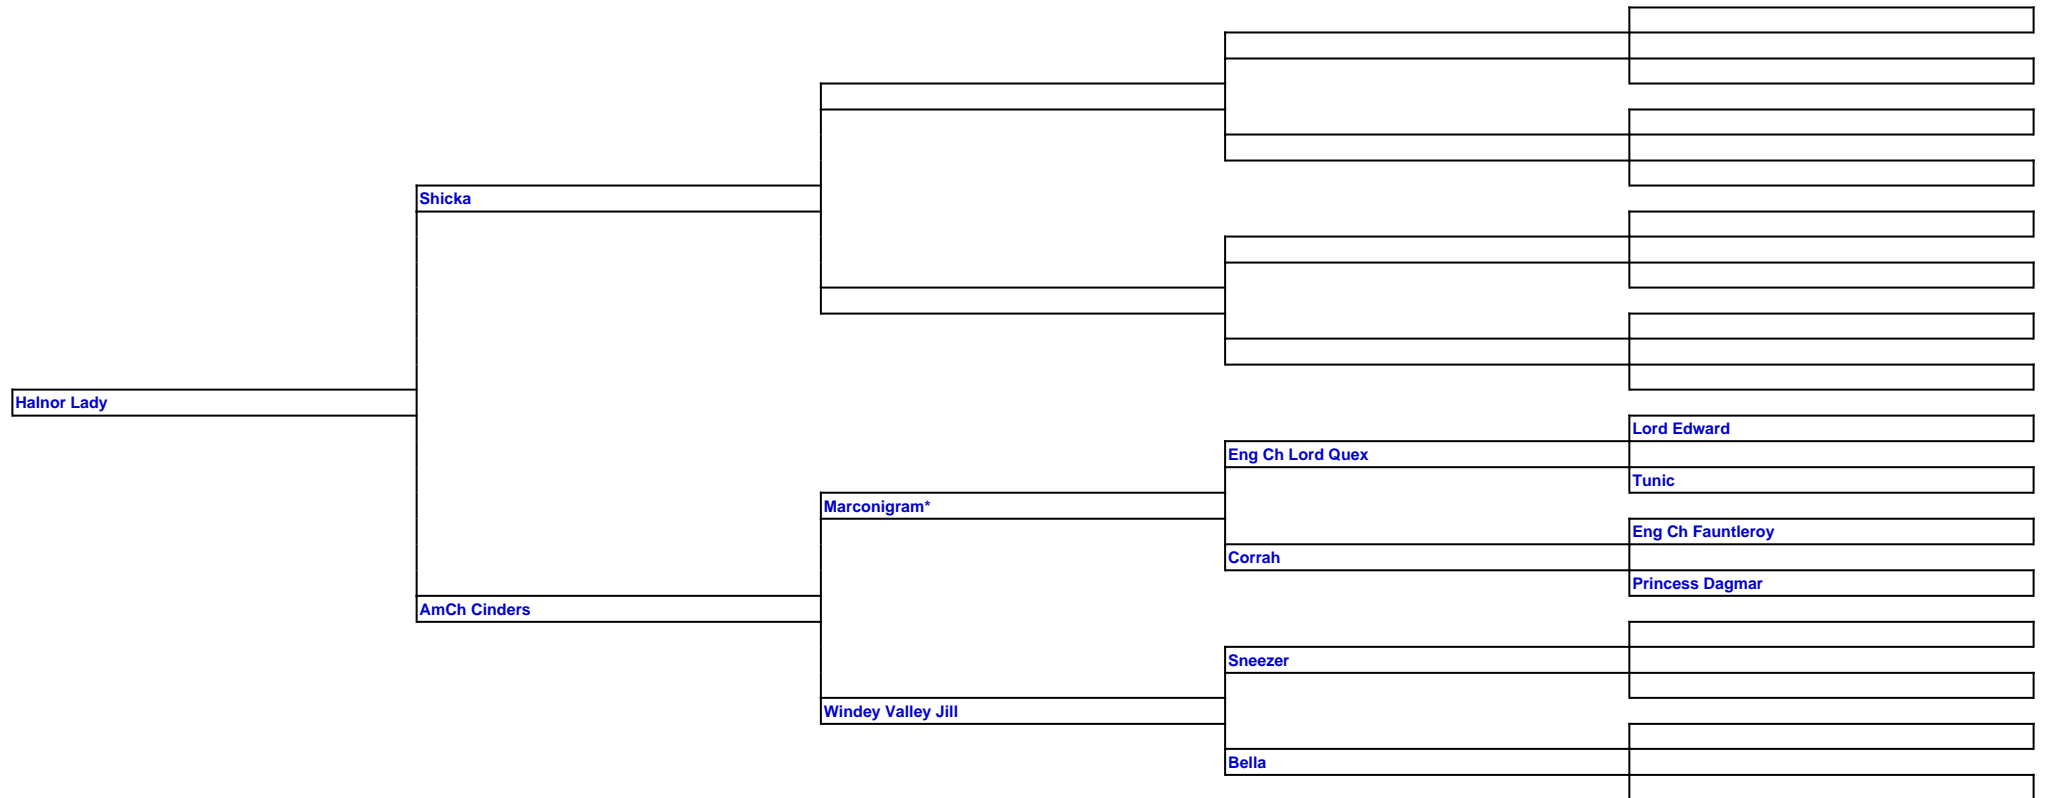 Shicka
Halnor Lady
Lord Edward
Eng Ch Lord Quex
Tunic
Marconigram*
Eng Ch Fauntleroy
Corrah
Princess Dagmar
AmCh Cinders
Sneezer
Windey Valley Jill
Bella